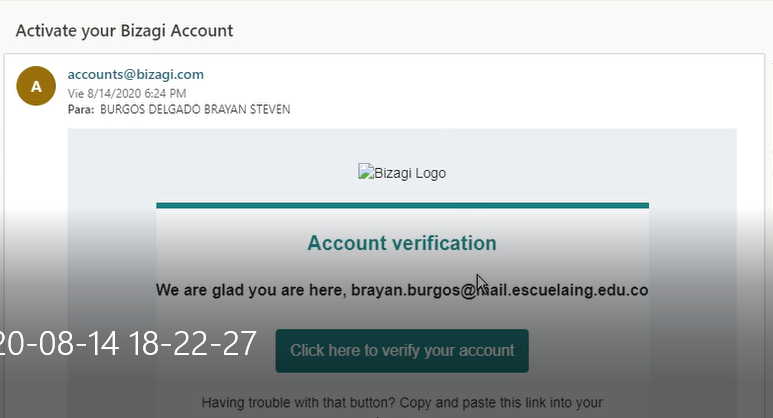 Activate your Bizagi Account
A
accounts@bizagi.com
Vie 8/14/2020 6:24 PM
Para: BURGOS DELGADO BRAYAN STEVEN
Bizagi Logo
Account verification
We are glad you are here, brayan.burgos@mail.escuelaing.edu.co
20-08-14 18-22-27
Click here to verify your account
Having trouble with that button? Copy and paste this link into your